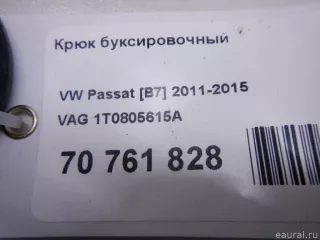 Крюк буксировочный
VW Passat [B7] 2011-2015
VAG 1T0805615A
70 761 828
eaural.ru